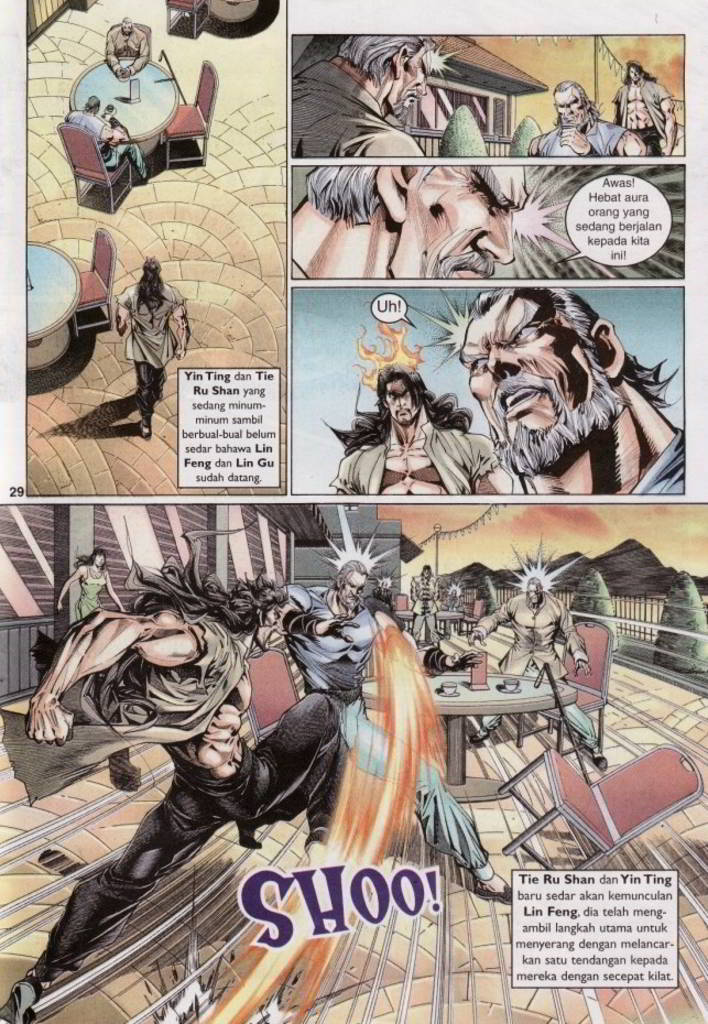 Yin Ting dan Tie
Ru Shan yang
sedang minum-
minum sambil
berbual-bual belum
sedar bahawa Lin
Feng dan Lin Gu
sudah datang.
Awas!
Hebat aura
orang yang
sedang berjalan
kepada kita
ini!
Uh!
29
SHOO!
Tie Ru Shan dan Yin Ting
baru sedar akan kemunculan
Lin Feng, dia telah meng-
ambil langkah utama untuk
menyerang dengan melancar-
kan satu tendangan kepada
mereka dengan secepat kilat.